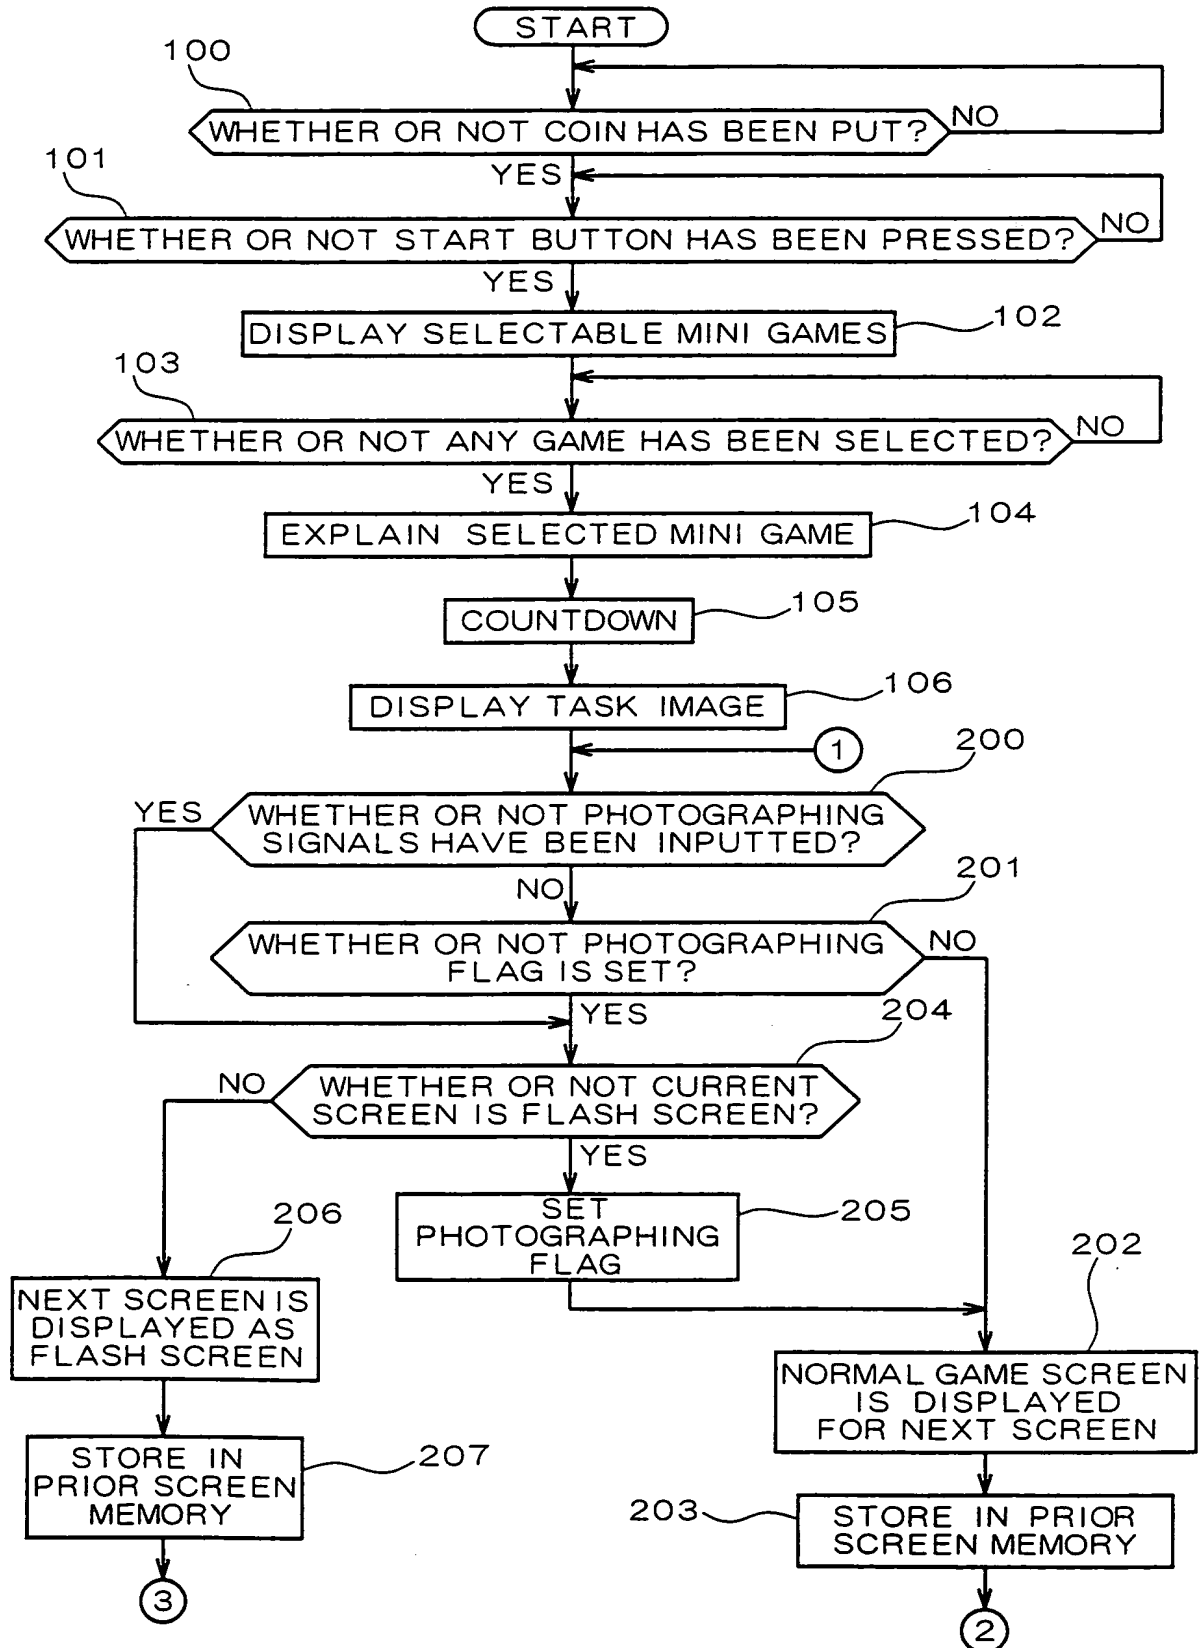 START
100
WHETHER OR NOT COIN HAS BEEN PUT?
NO
YES
101
WHETHER OR NOT START BUTTON HAS BEEN PRESSED?
NO
YES
DISPLAY SELECTABLE MINI GAMES
102
103
WHETHER OR NOT ANY GAME HAS BEEN SELECTED?
NO
YES
EXPLAIN SELECTED MINI GAME
104
COUNTDOWN
105
DISPLAY TASK IMAGE
106
1
200
YES
WHETHER OR NOT PHOTOGRAPHING
SIGNALS HAVE BEEN INPUTTED?
NO
201
WHETHER OR NOT PHOTOGRAPHING
FLAG IS SET?
NO
YES
204
NO
WHETHER OR NOT CURRENT
SCREEN IS FLASH SCREEN?
YES
SET
PHOTOGRAPHING
FLAG
205
206
NEXT SCREEN IS
DISPLAYED AS
FLASH SCREEN
202
NORMAL GAME SCREEN
IS DISPLAYED
FOR NEXT SCREEN
STORE IN
PRIOR SCREEN
MEMORY
207
203
STORE IN PRIOR
SCREEN MEMORY
3
2